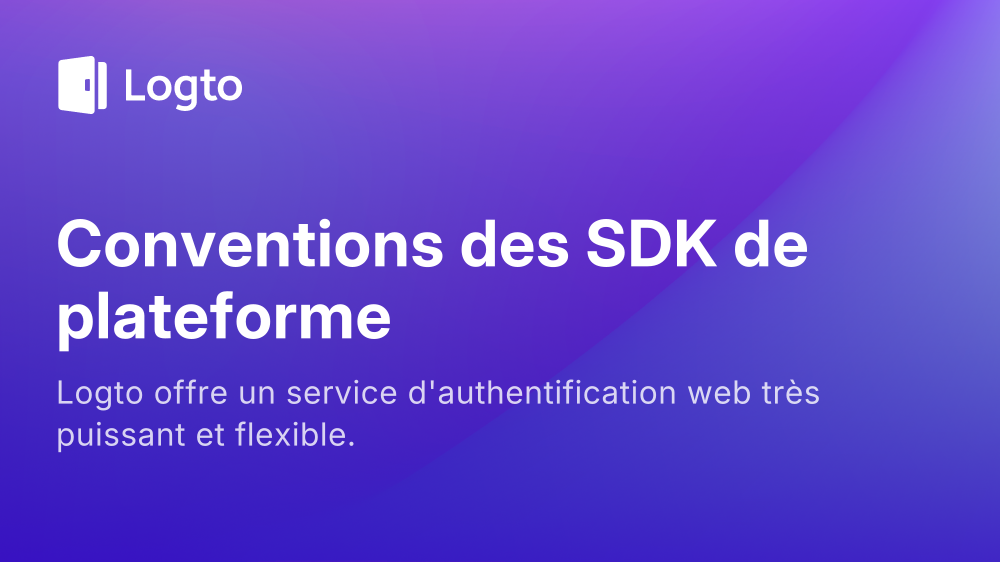 Logto
Conventions des SDK de
plateforme
Logto offre un service d'authentification web très
puissant et flexible.